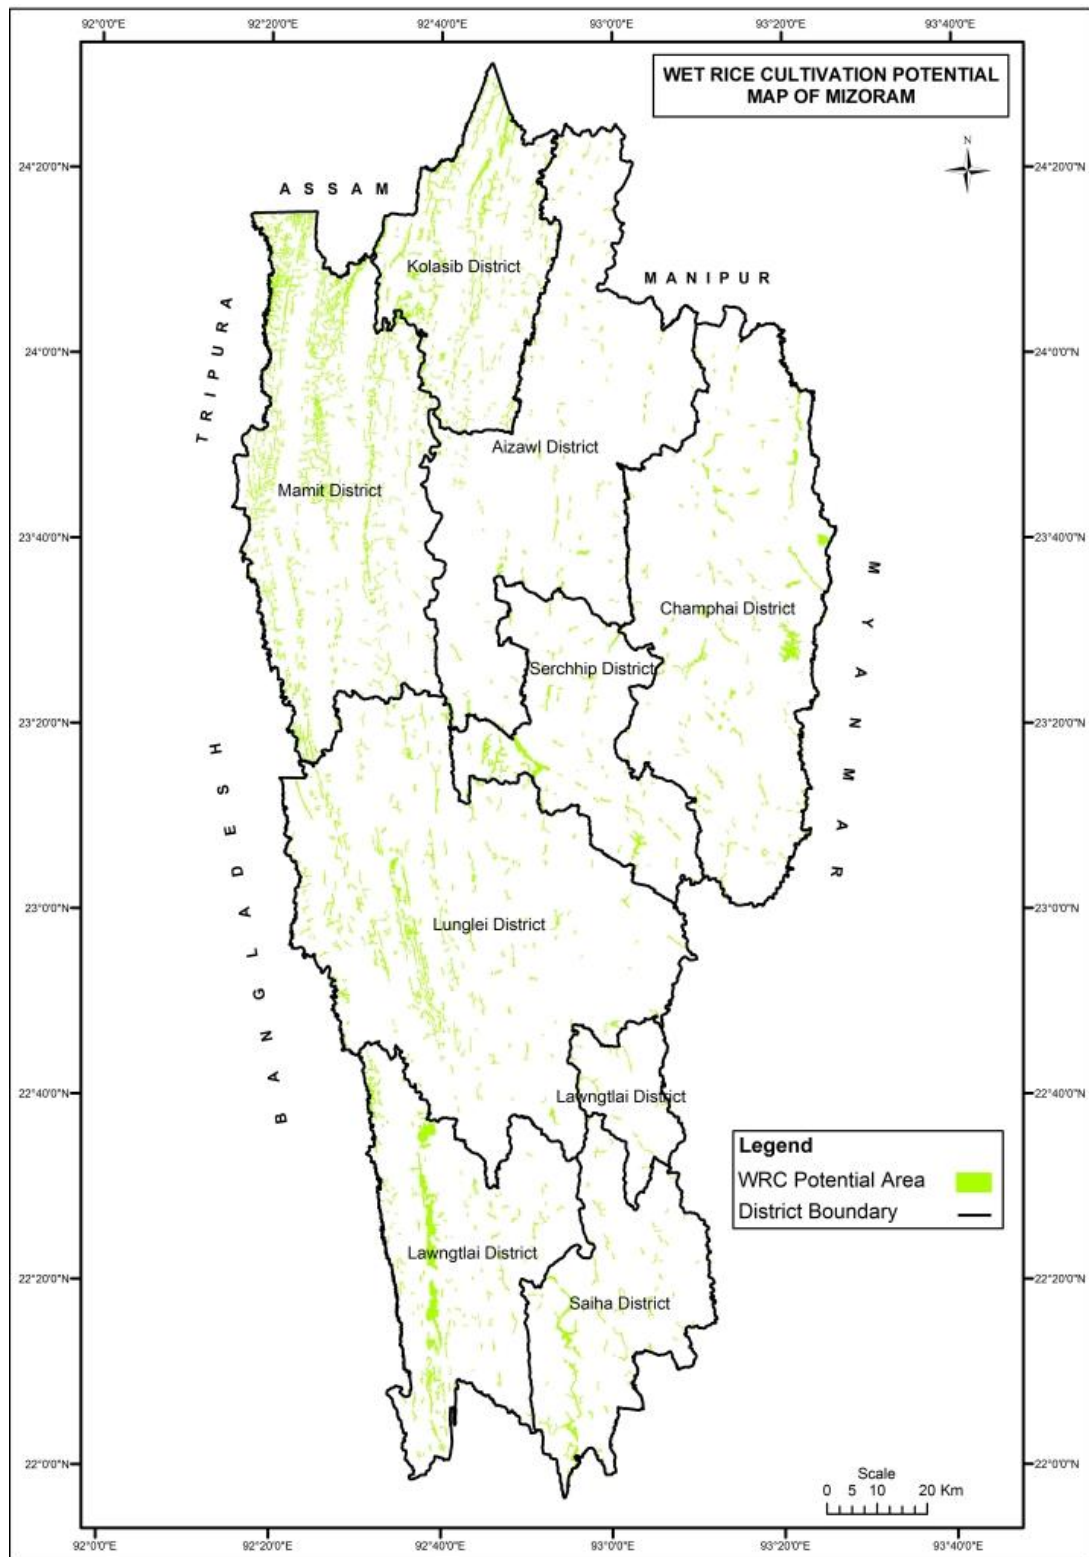 92°0'0"E 92°20'0"E 92°40'0"E 93°0'0"E 93°20'0"E 93°40'0"E
WET RICE CULTIVATION POTENTIAL
MAP OF MIZORAM
N
24°20'0"N 24°20'0"N
ASSAM
Kolasib District
MANIPUR
TRIPURA
24°0'0"N 24°0'0"N
Aizawl District
Mamit District
23°40'0"N 23°40'0"N
MYANMAR
Champhai District
Serchhip District
23°20'0"N 23°20'0"N
BANGLADESH
23°0'0"N 23°0'0"N
Lunglei District
22°40'0"N 22°40'0"N
Lawngtlai District
Legend
WRC Potential Area
District Boundary
Lawngtlai District
22°20'0"N 22°20'0"N
Saiha District
22°0'0"N 22°0'0"N
Scale
0 5 10 20 Km
92°0'0"E 92°20'0"E 92°40'0"E 93°0'0"E 93°20'0"E 93°40'0"E